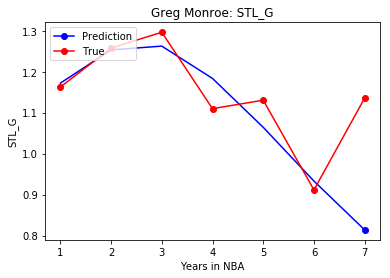 Greg Monroe: STL_G
Prediction
True
STL_G
1.3
1.2
1.1
1.0
0.9
0.8
1 2 3 4 5 6 7
Years in NBA